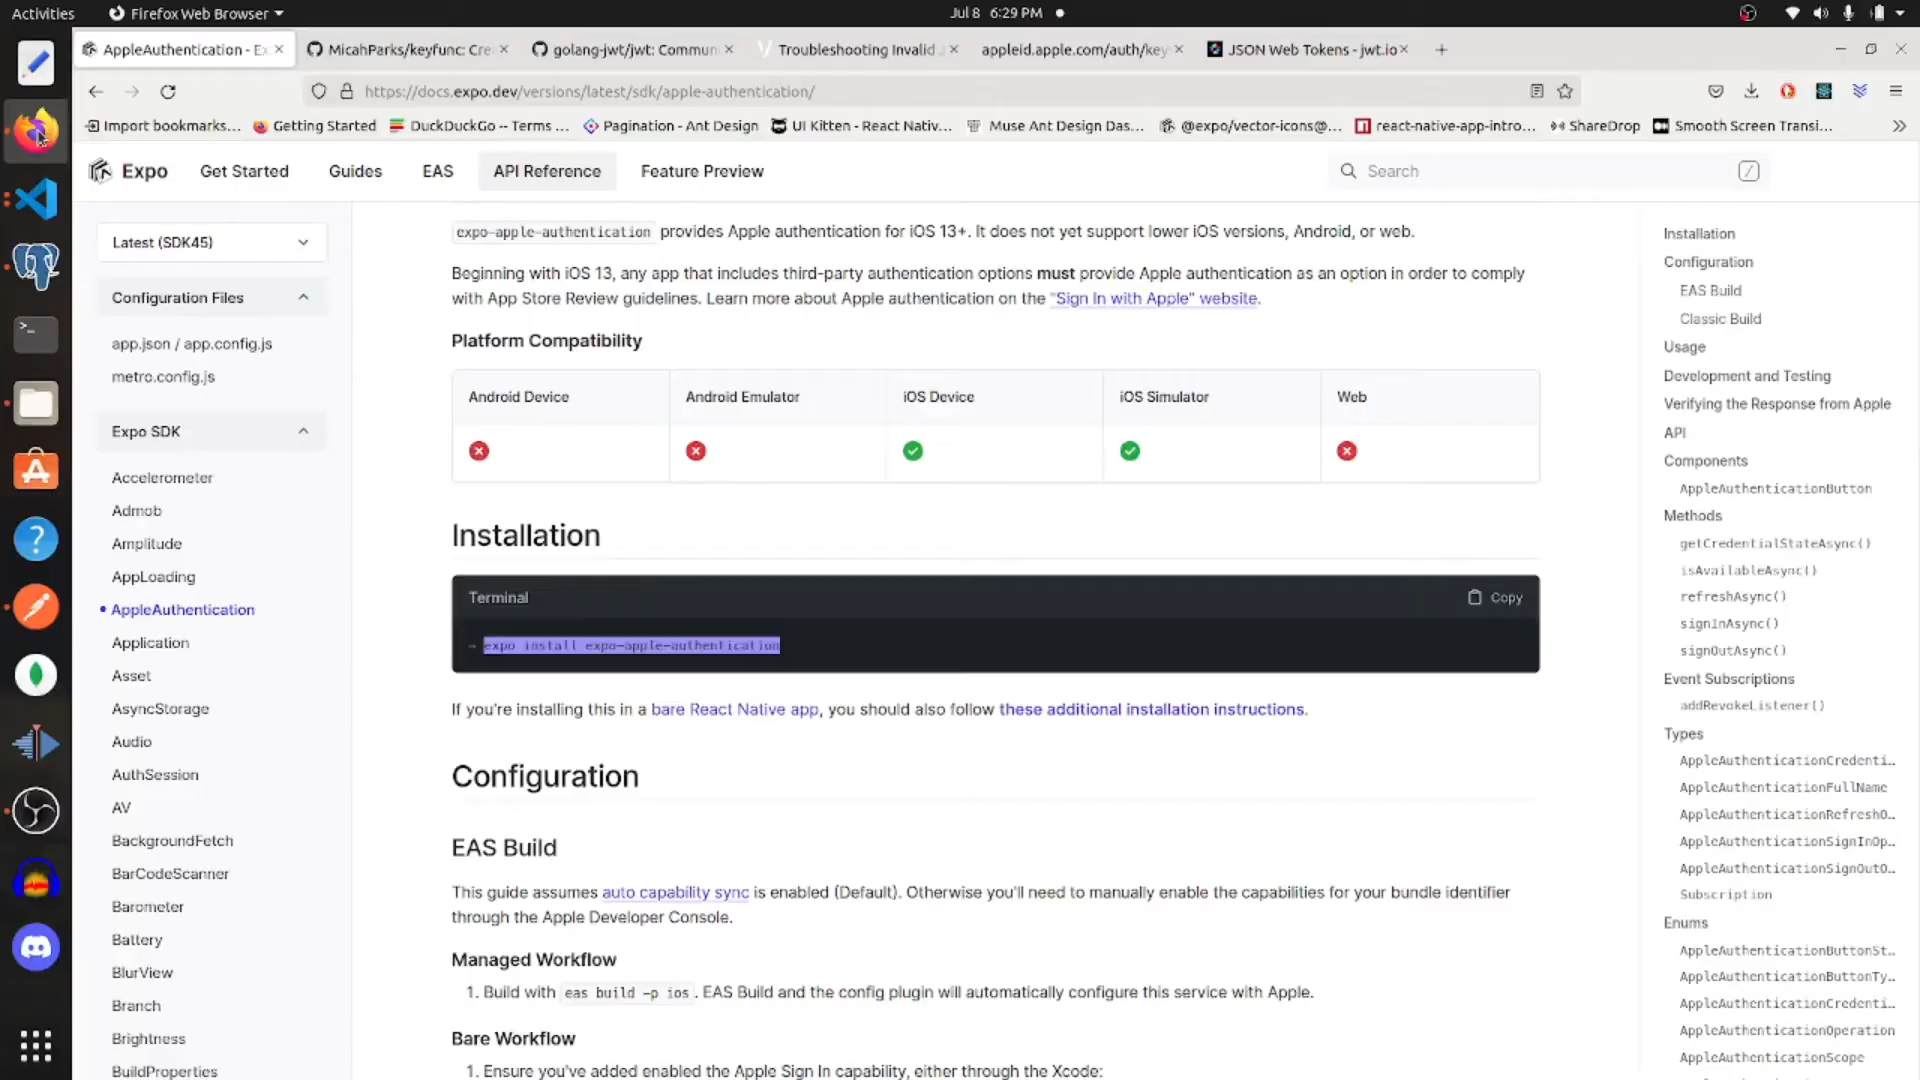 Activities
Firefox Web Browser
Jul 8 6:29 PM
AppleAuthentication - Ex
MicahParks/keyfunc: Cre
golang-jwt/jwt: Commun
Troubleshooting Invalid
appleid.apple.com/auth/key
JSON Web Tokens - jwt.io
https://docs.expo.dev/versions/latest/sdk/apple-authentication/
Import bookmarks...
Getting Started
DuckDuckGo -- Terms ...
Pagination - Ant Design
UI Kitten - React Nativ...
Muse Ant Design Das...
@expo/vector-icons@...
react-native-app-intro...
ShareDrop
Smooth Screen Transi...
Expo
Get Started
Guides
EAS
API Reference
Feature Preview
Search
/
Latest (SDK45)
Configuration Files
app.json / app.config.js
metro.config.js
Expo SDK
Accelerometer
Admob
Amplitude
AppLoading
AppleAuthentication
Application
Asset
AsyncStorage
Audio
AuthSession
AV
BackgroundFetch
BarCodeScanner
Barometer
Battery
BlurView
Branch
Brightness
BuildProperties
expo-apple-authentication provides Apple authentication for iOS 13+. It does not yet support lower iOS versions, Android, or web.
Beginning with iOS 13, any app that includes third-party authentication options must provide Apple authentication as an option in order to comply
with App Store Review guidelines. Learn more about Apple authentication on the "Sign In with Apple" website.
Platform Compatibility
Android Device
Android Emulator
iOS Device
iOS Simulator
Web
Installation
Terminal
Copy
→ expo install expo-apple-authentication
If you're installing this in a bare React Native app, you should also follow these additional installation instructions.
Configuration
EAS Build
This guide assumes auto capability sync is enabled (Default). Otherwise you'll need to manually enable the capabilities for your bundle identifier
through the Apple Developer Console.
Managed Workflow
1. Build with eas build -p ios. EAS Build and the config plugin will automatically configure this service with Apple.
Bare Workflow
1. Ensure you've added enabled the Apple Sign In capability, either through the Xcode:
Installation
Configuration
EAS Build
Classic Build
Usage
Development and Testing
Verifying the Response from Apple
API
Components
AppleAuthenticationButton
Methods
getCredentialStateAsync()
isAvailableAsync()
refreshAsync()
signInAsync()
signOutAsync()
Event Subscriptions
addRevokeListener()
Types
AppleAuthenticationCredenti...
AppleAuthenticationFullName
AppleAuthenticationRefreshO...
AppleAuthenticationSignInOp...
AppleAuthenticationSignOutO...
Subscription
Enums
AppleAuthenticationButtonSt...
AppleAuthenticationButtonTy...
AppleAuthenticationCredenti...
AppleAuthenticationOperation
AppleAuthenticationScope